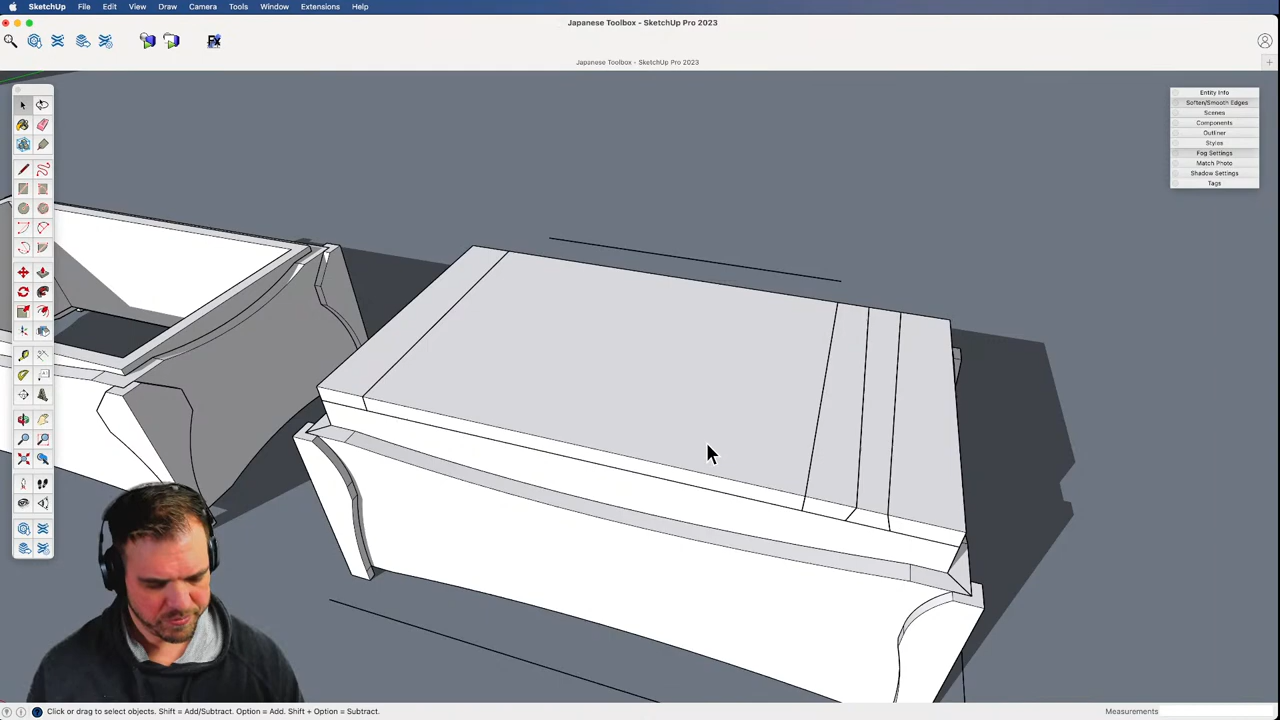 SketchUp File Edit View Draw Camera Tools Window Extensions Help
Japanese Toolbox - SketchUp Pro 2023
Japanese Toolbox - SketchUp Pro 2023
Entity Info
Soften/Smooth Edges
Scenes
Components
Outliner
Styles
Fog Settings
Match Photo
Shadow Settings
Tags
Click or drag to select objects. Shift = Add/Subtract. Option = Add. Shift + Option = Subtract.
Measurements